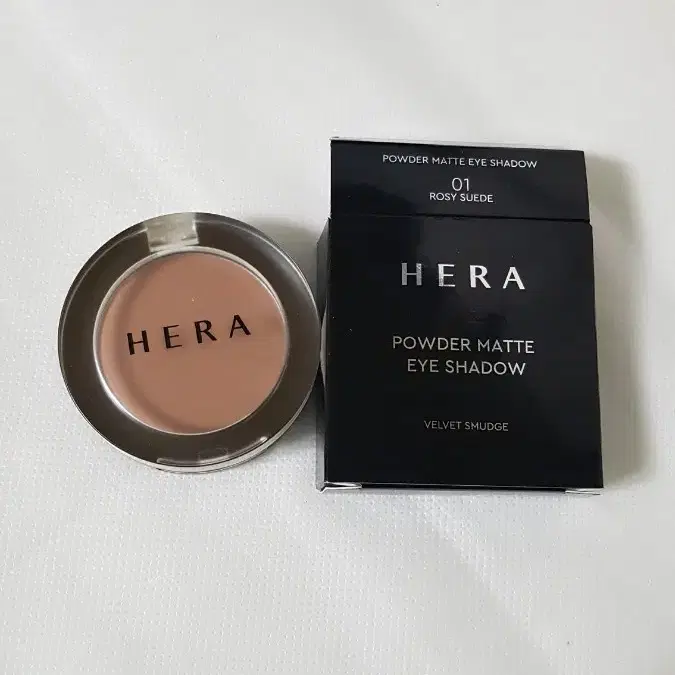 HERA
POWDER MATTE EYE SHADOW
01
ROSY SUEDE
HERA
POWDER MATTE
EYE SHADOW
VELVET SMUDGE